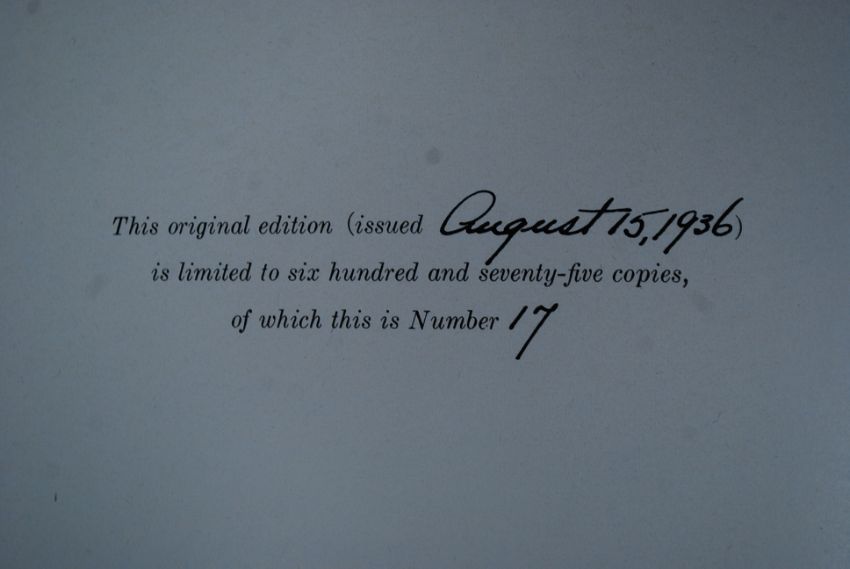 This original edition (issued August 15, 1936)
is limited to six hundred and seventy-five copies,
of which this is Number 17